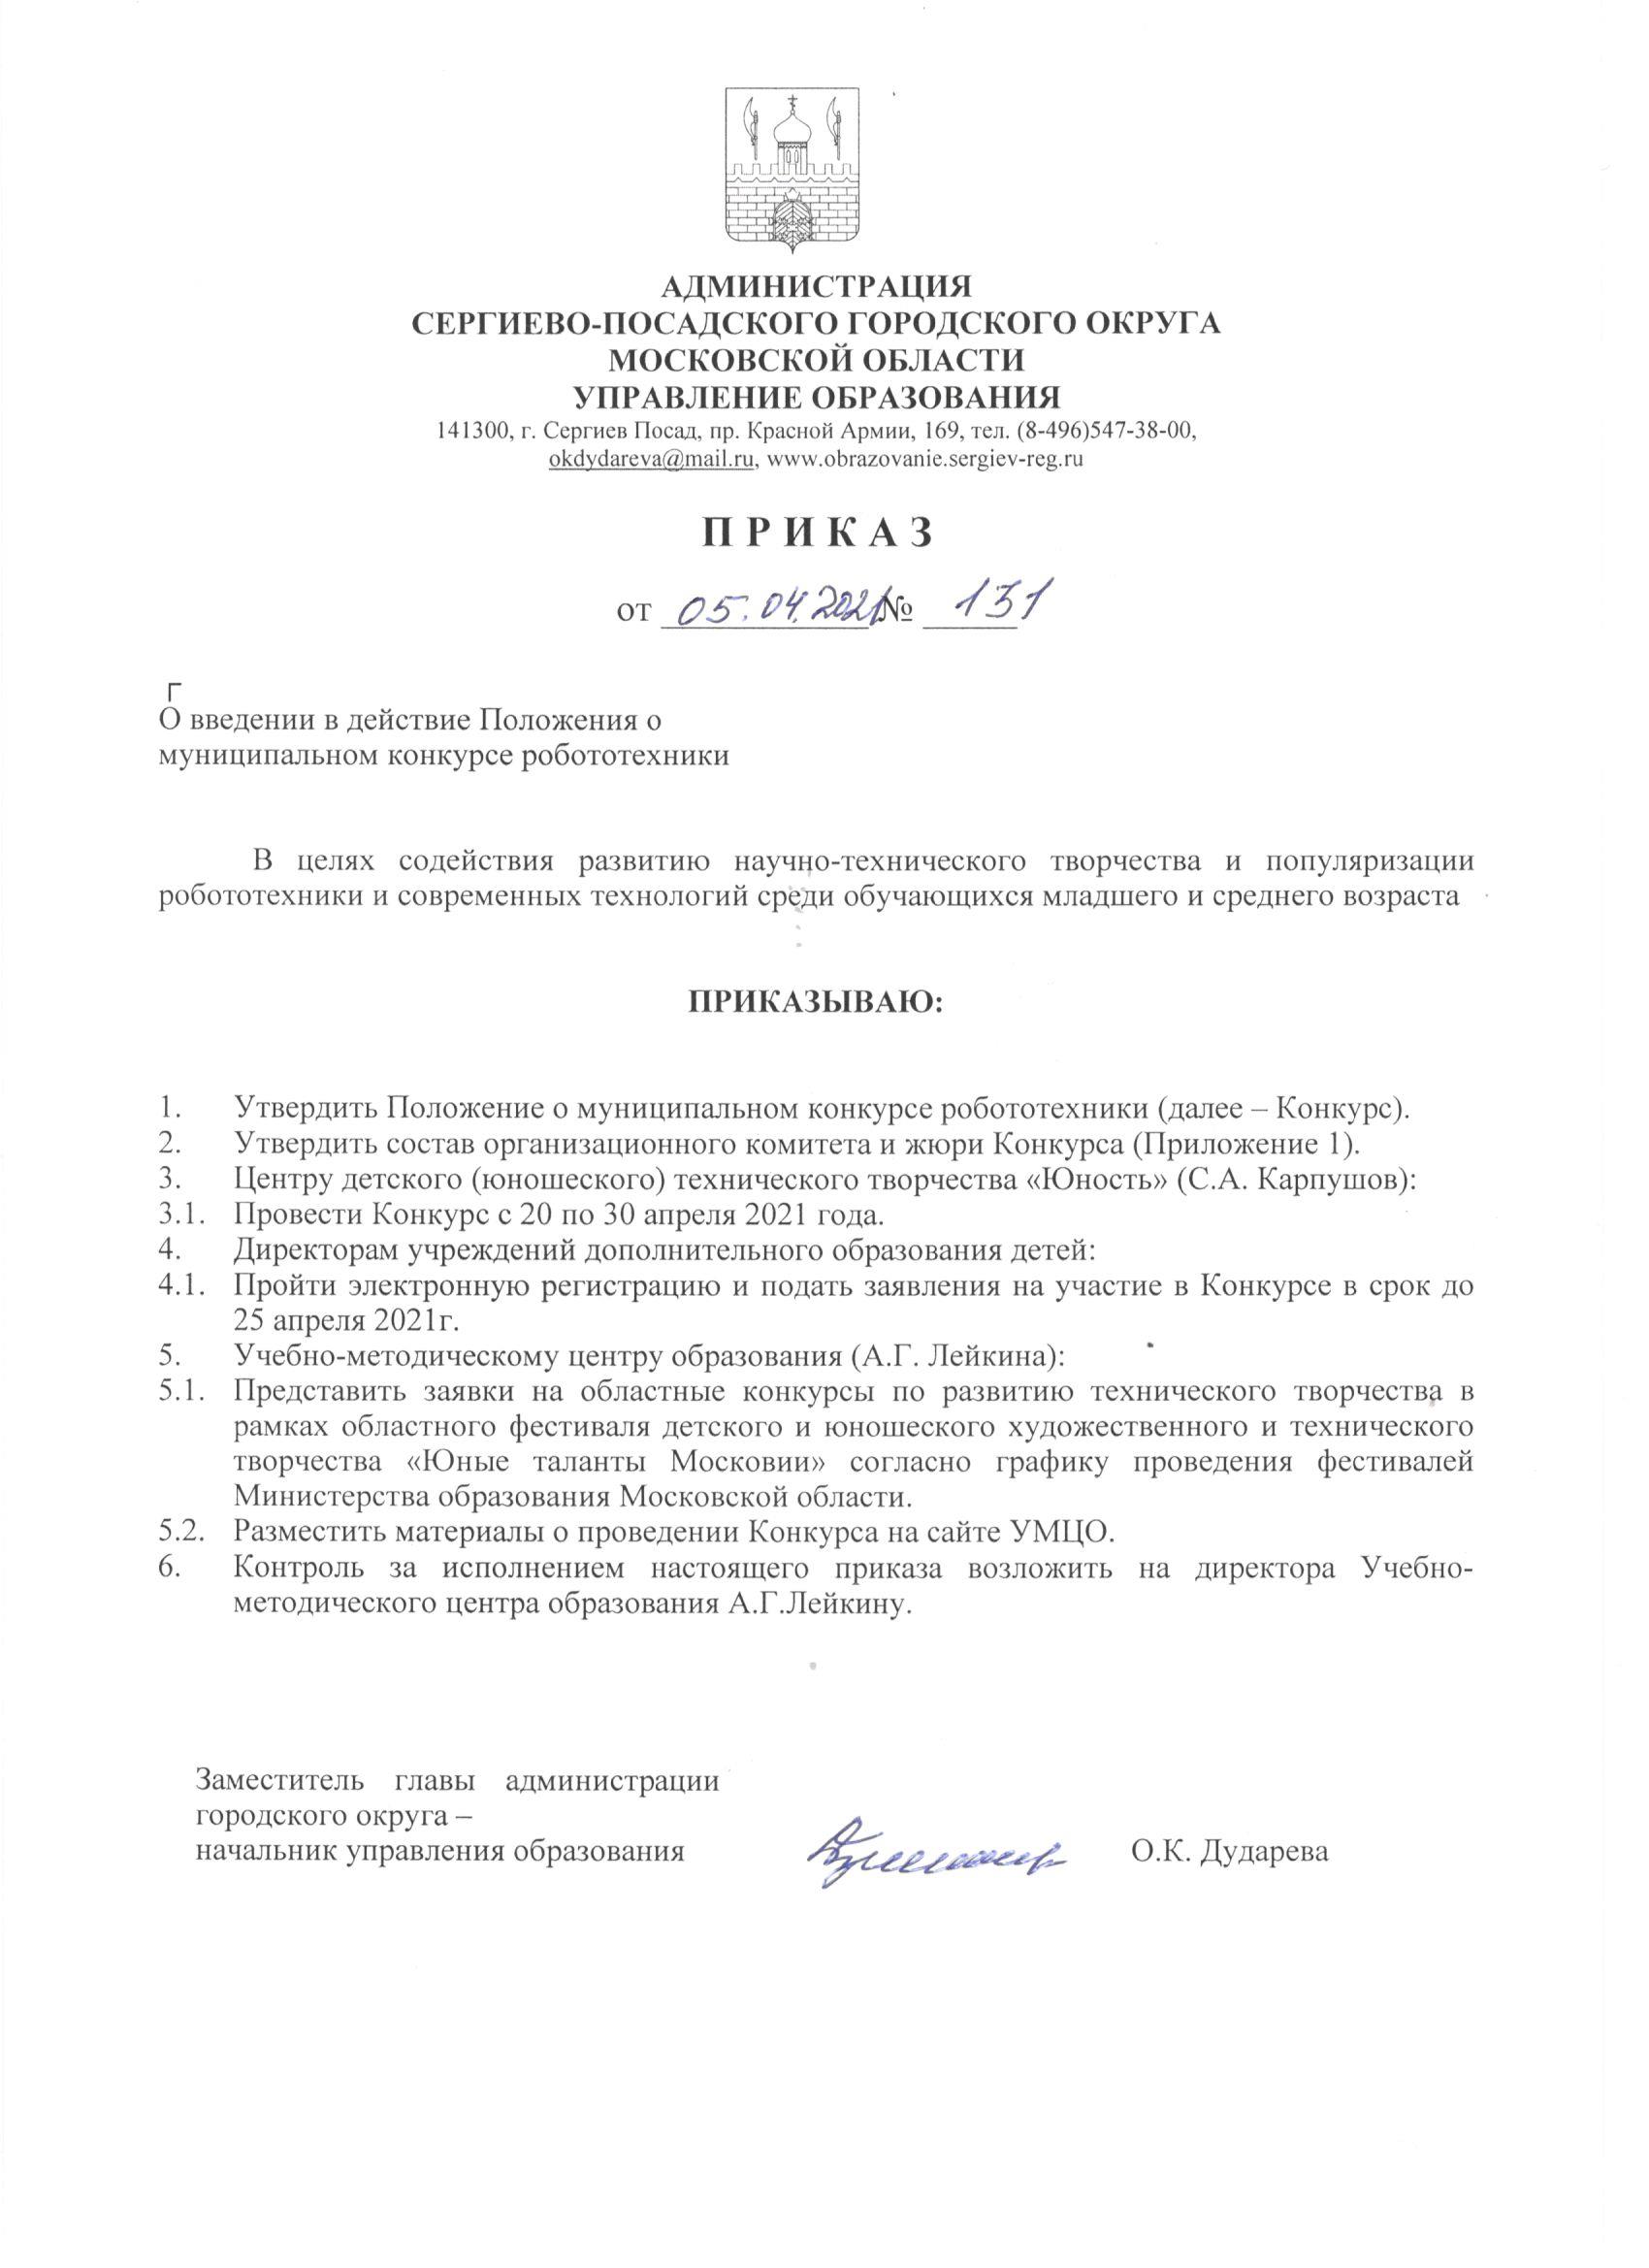 АДМИНИСТРАЦИЯ
СЕРГИЕВО-ПОСАДСКОГО ГОРОДСКОГО ОКРУГА
МОСКОВСКОЙ ОБЛАСТИ
УПРАВЛЕНИЕ ОБРАЗОВАНИЯ
141300, г. Сергиев Посад, пр. Красной Армии, 169, тел. (8-496)547-38-00,
okdydareva@mail.ru, www.obrazovanie.sergiev-reg.ru
П Р И К А З
от 05.04.2021 № 131
О введении в действие Положения о
муниципальном конкурсе робототехники
В целях содействия развитию научно-технического творчества и популяризации
робототехники и современных технологий среди обучающихся младшего и среднего возраста
ПРИКАЗЫВАЮ:
1. Утвердить Положение о муниципальном конкурсе робототехники (далее – Конкурс).
2. Утвердить состав организационного комитета и жюри Конкурса (Приложение 1).
3. Центру детского (юношеского) технического творчества «Юность» (С.А. Карпушов):
3.1. Провести Конкурс с 20 по 30 апреля 2021 года.
4. Директорам учреждений дополнительного образования детей:
4.1. Пройти электронную регистрацию и подать заявления на участие в Конкурсе в срок до
25 апреля 2021г.
5. Учебно-методическому центру образования (А.Г. Лейкина):
5.1. Представить заявки на областные конкурсы по развитию технического творчества в
рамках областного фестиваля детского и юношеского художественного и технического
творчества «Юные таланты Московии» согласно графику проведения фестивалей
Министерства образования Московской области.
5.2. Разместить материалы о проведении Конкурса на сайте УМЦО.
6. Контроль за исполнением настоящего приказа возложить на директора Учебно-
методического центра образования А.Г.Лейкину.
Заместитель главы администрации
городского округа –
начальник управления образования О.К. Дударева